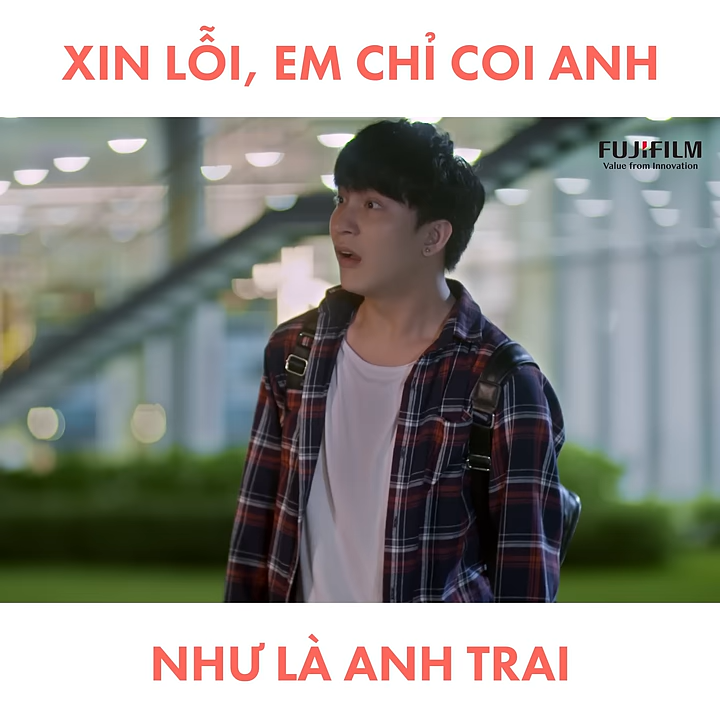 XIN LỖI, EM CHỈ COI ANH
FUJIFILM
Value from Innovation
NHƯ LÀ ANH TRAI